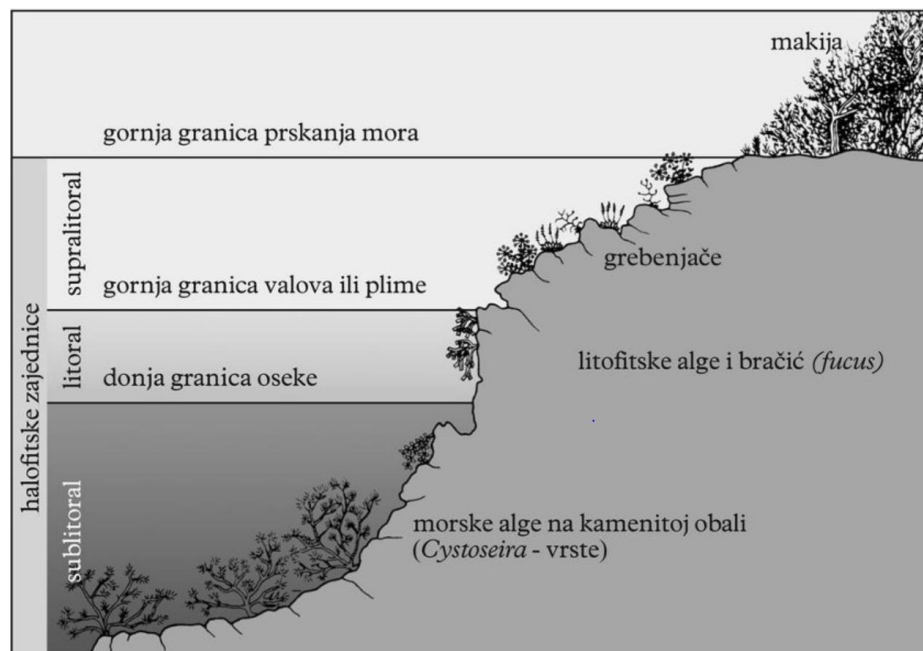 makija
gornja granica prskanja mora
supralitoral
grebenjače
gornja granica valova ili plime
halofitske zajednice
litoral
litofitske alge i bračić (fucus)
donja granica oseke
sublitoral
morske alge na kamenitoj obali
(Cystoseira - vrste)